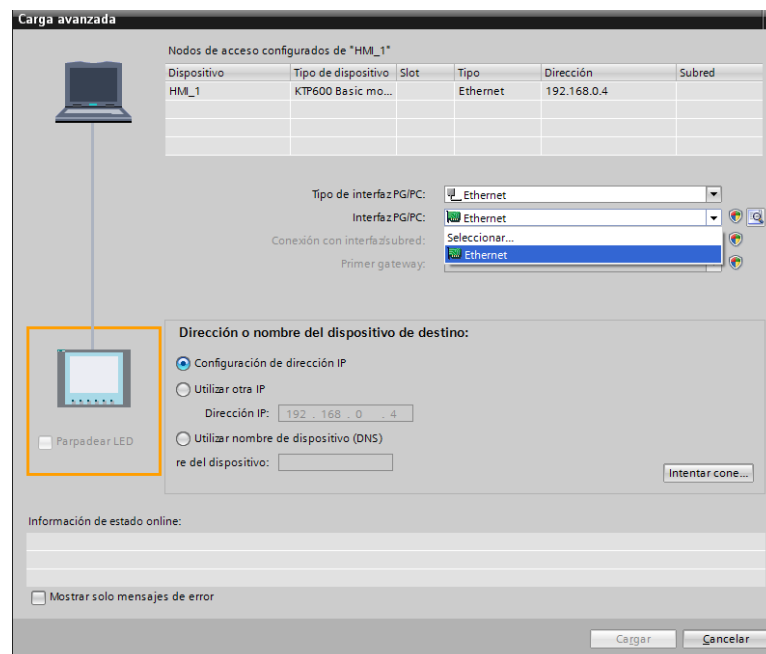 Carga avanzada
Nodos de acceso configurados de "HMI_1"
Dispositivo Tipo de dispositivo Slot Tipo Dirección Subred
HMI_1 KTP600 Basic mo... Ethernet 192.168.0.4
Tipo de interfaz PG/PC: Ethernet
Interfaz PG/PC: Ethernet
Conexión con interfaz/subred: Seleccionar...
Ethernet
Primer gateway:
Dirección o nombre del dispositivo de destino:
Configuración de dirección IP
Utilizar otra IP
Dirección IP: 192 . 168 . 0 . 4
Parpadear LED
Utilizar nombre de dispositivo (DNS)
re del dispositivo:
Intentar cone...
Información de estado online:
Mostrar solo mensajes de error
Cargar Cancelar